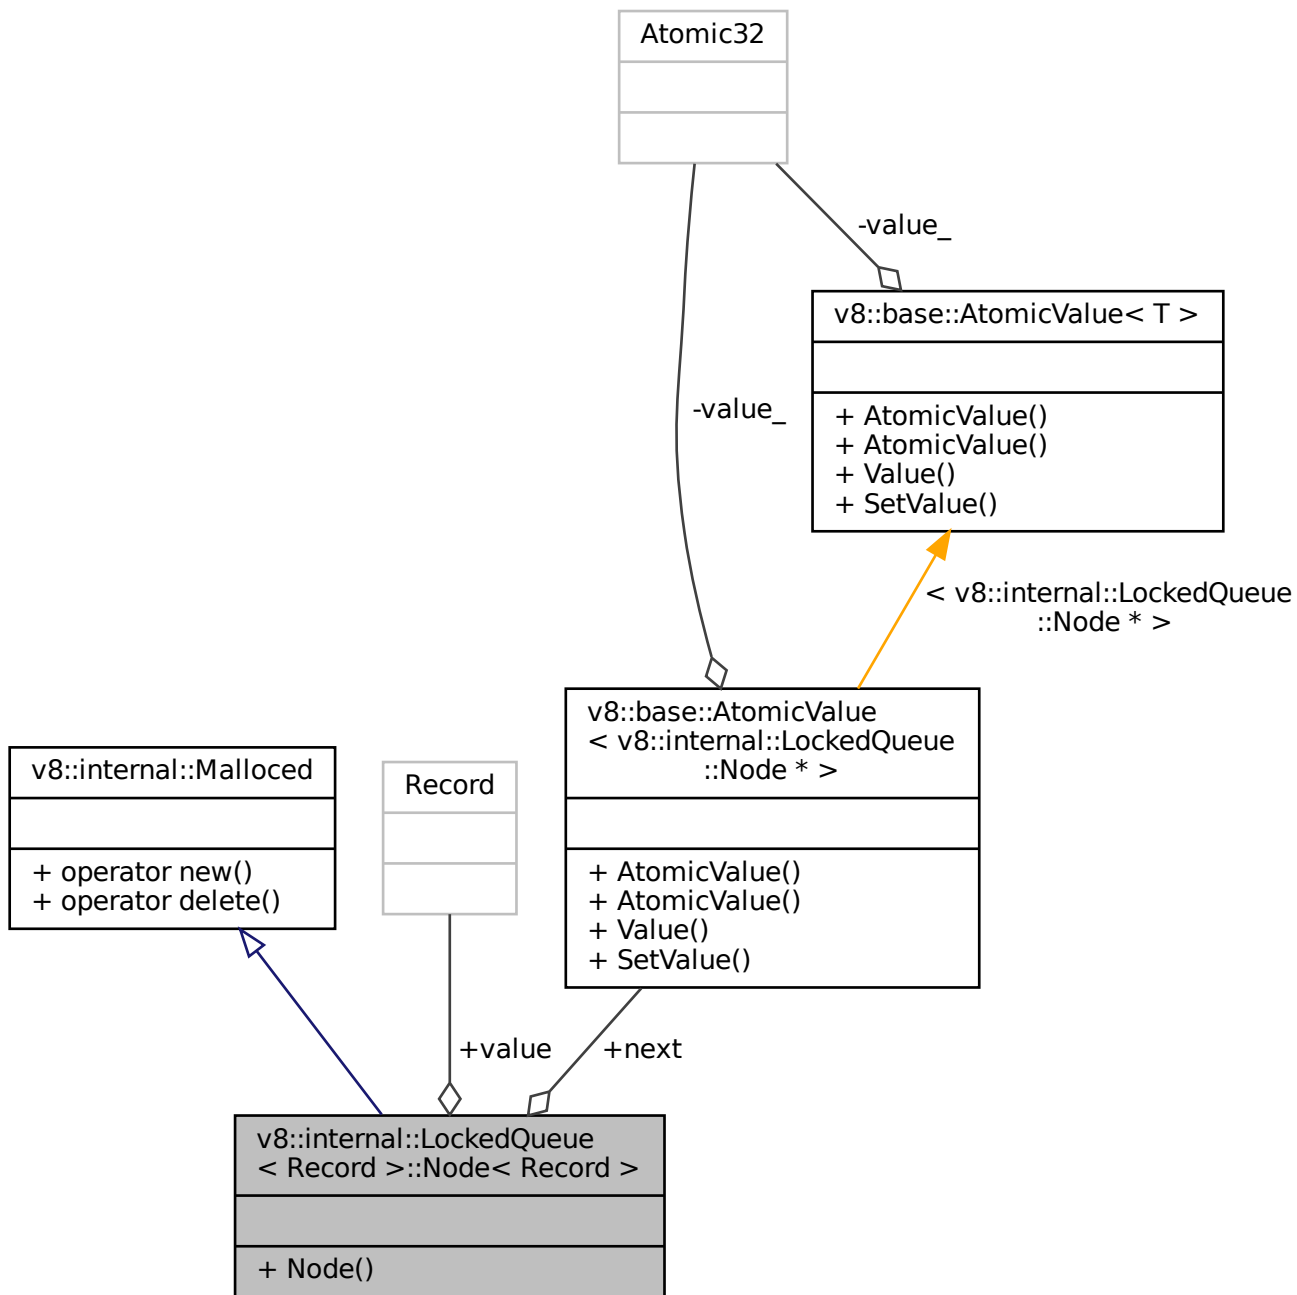 Atomic32
-value_
v8::base::AtomicValue< T >
+ AtomicValue()
+ AtomicValue()
+ Value()
+ SetValue()
-value_
< v8::internal::LockedQueue
::Node * >
v8::base::AtomicValue
< v8::internal::LockedQueue
::Node * >
+ AtomicValue()
+ AtomicValue()
+ Value()
+ SetValue()
v8::internal::Malloced
+ operator new()
+ operator delete()
Record
+value
+next
v8::internal::LockedQueue
< Record >::Node< Record >
+ Node()